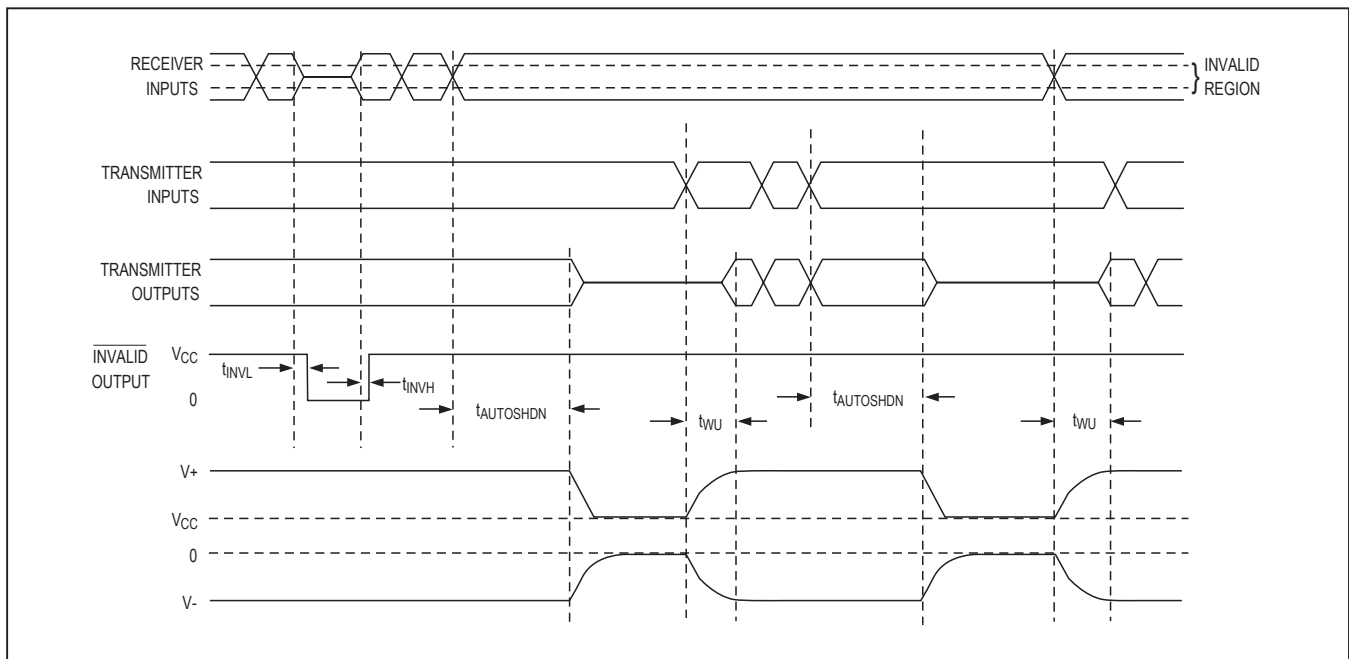 RECEIVER
INPUTS
} INVALID
REGION
TRANSMITTER
INPUTS
TRANSMITTER
OUTPUTS
INVALID
OUTPUT
VCC
0
tINVL
tINVH
tAUTOSHDN
tWU
tAUTOSHDN
tWU
V+
VCC
0
V-